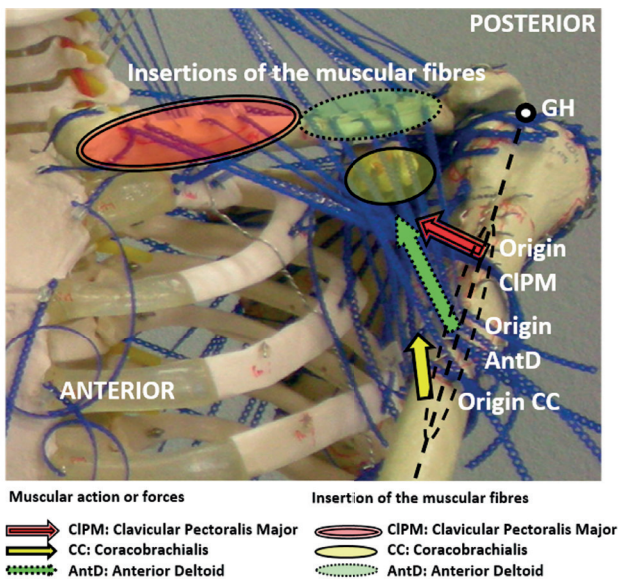 POSTERIOR
Insertions of the muscular fibres
GH
Origin
ClPM
Origin
AntD
ANTERIOR
Origin CC
Muscular action or forces
Insertion of the muscular fibres
ClPM: Clavicular Pectoralis Major
ClPM: Clavicular Pectoralis Major
CC: Coracobrachialis
CC: Coracobrachialis
AntD: Anterior Deltoid
AntD: Anterior Deltoid